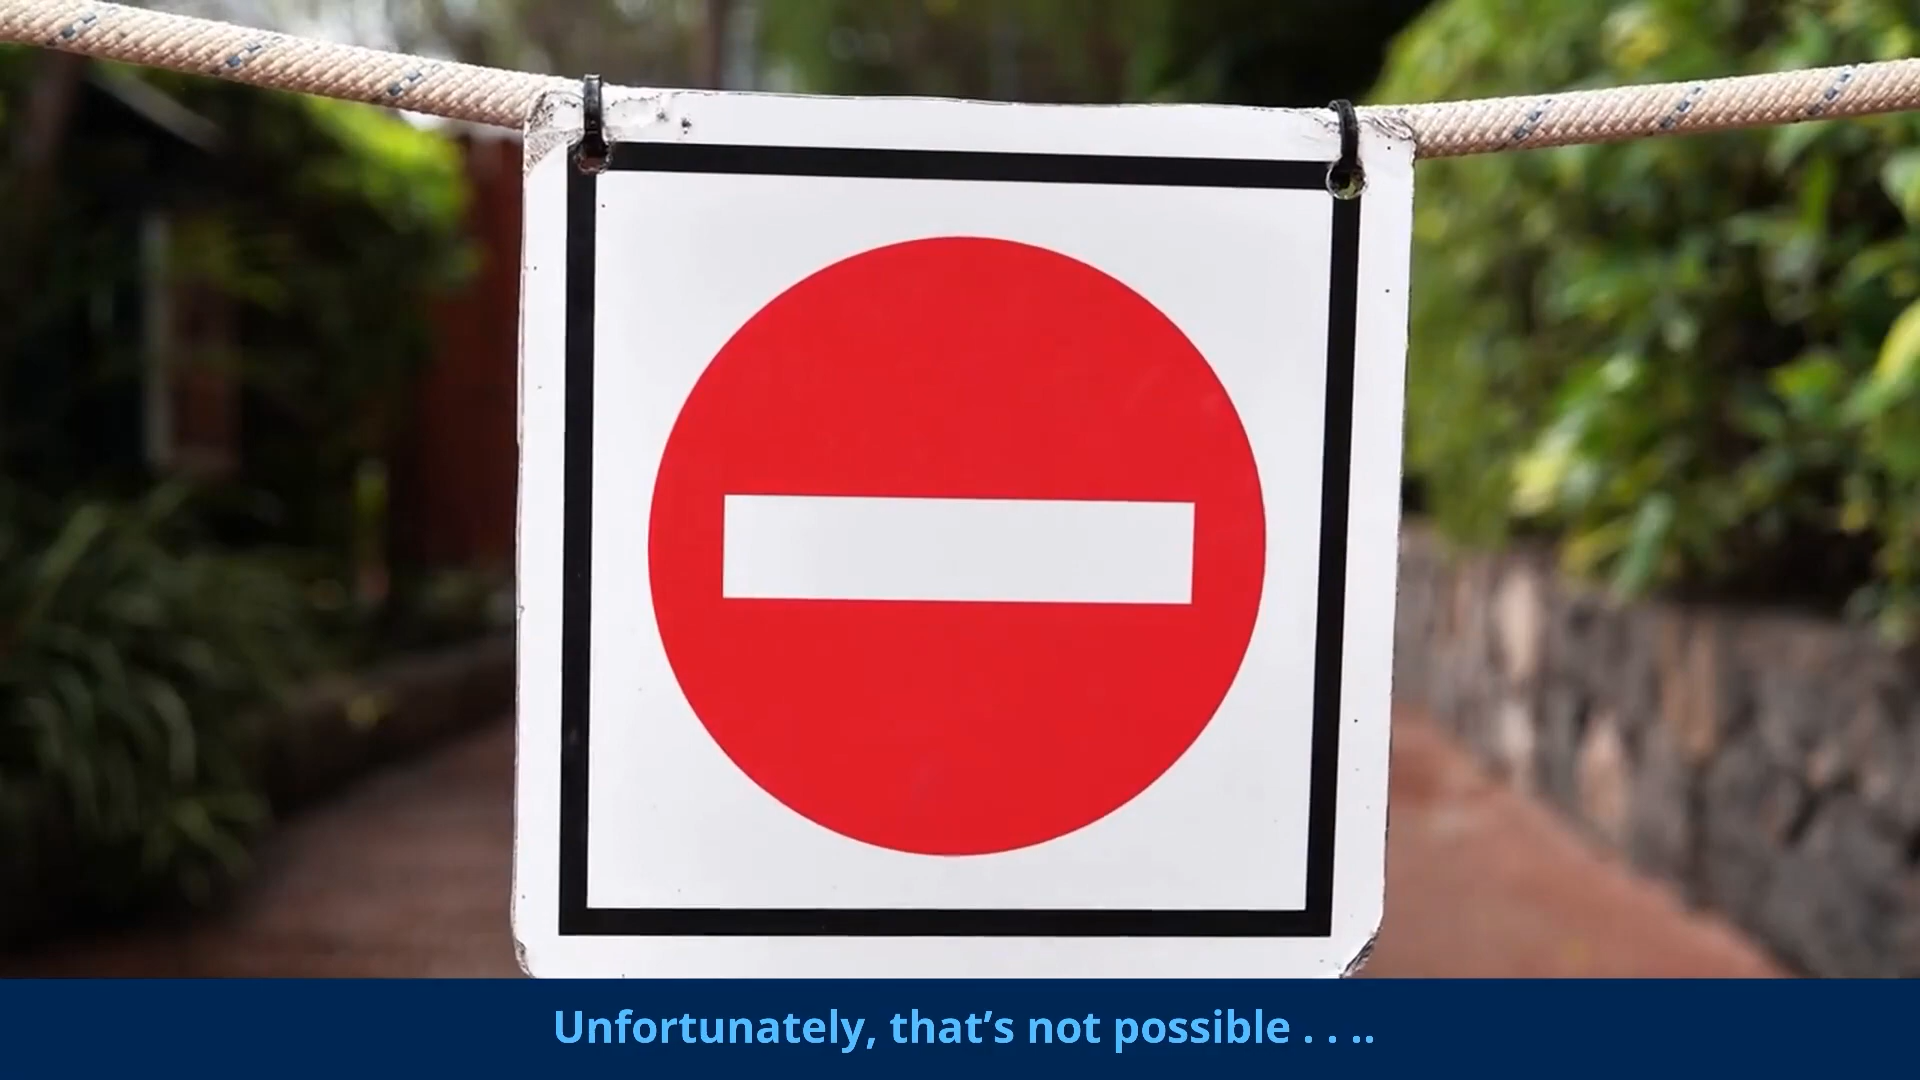 Unfortunately, that’s not possible . . ..